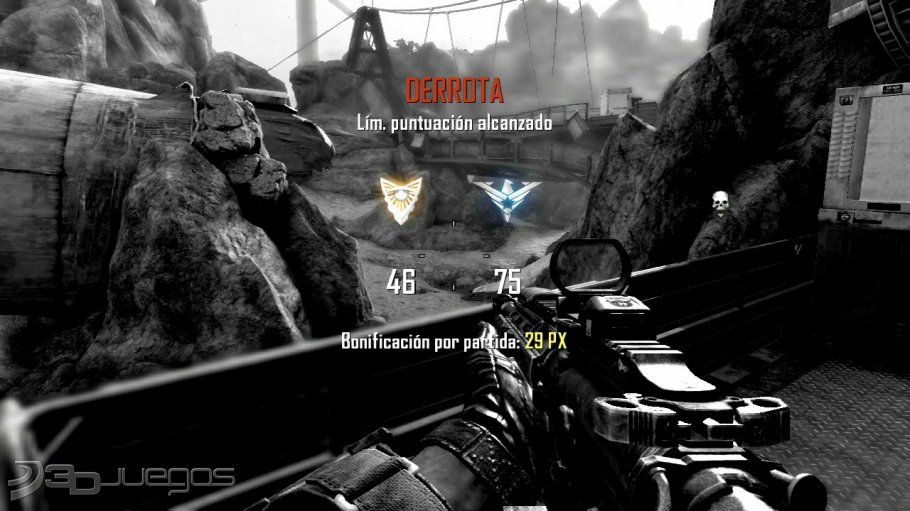 DERROTA
Lím. puntuación alcanzado
46 75
Bonificación por partida: 29 PX
3DJUEGOS